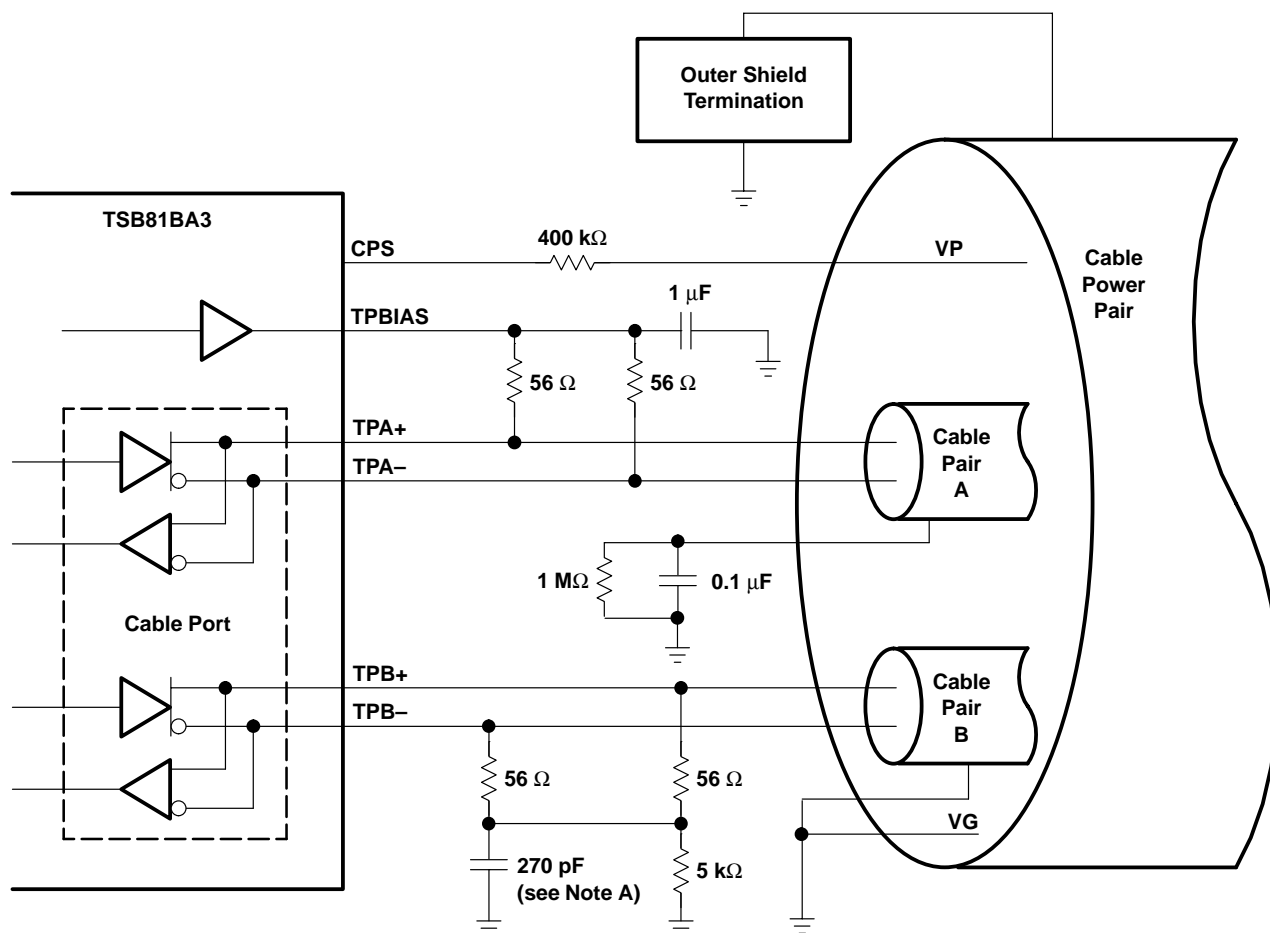 Outer Shield
Termination
TSB81BA3
CPS
400 kΩ
VP
Cable
Power
Pair
1 μF
TPBIAS
56 Ω
56 Ω
TPA+
TPA–
Cable
Pair
A
1 MΩ
0.1 μF
Cable Port
TPB+
TPB–
Cable
Pair
B
56 Ω
56 Ω
VG
270 pF
(see Note A)
5 kΩ